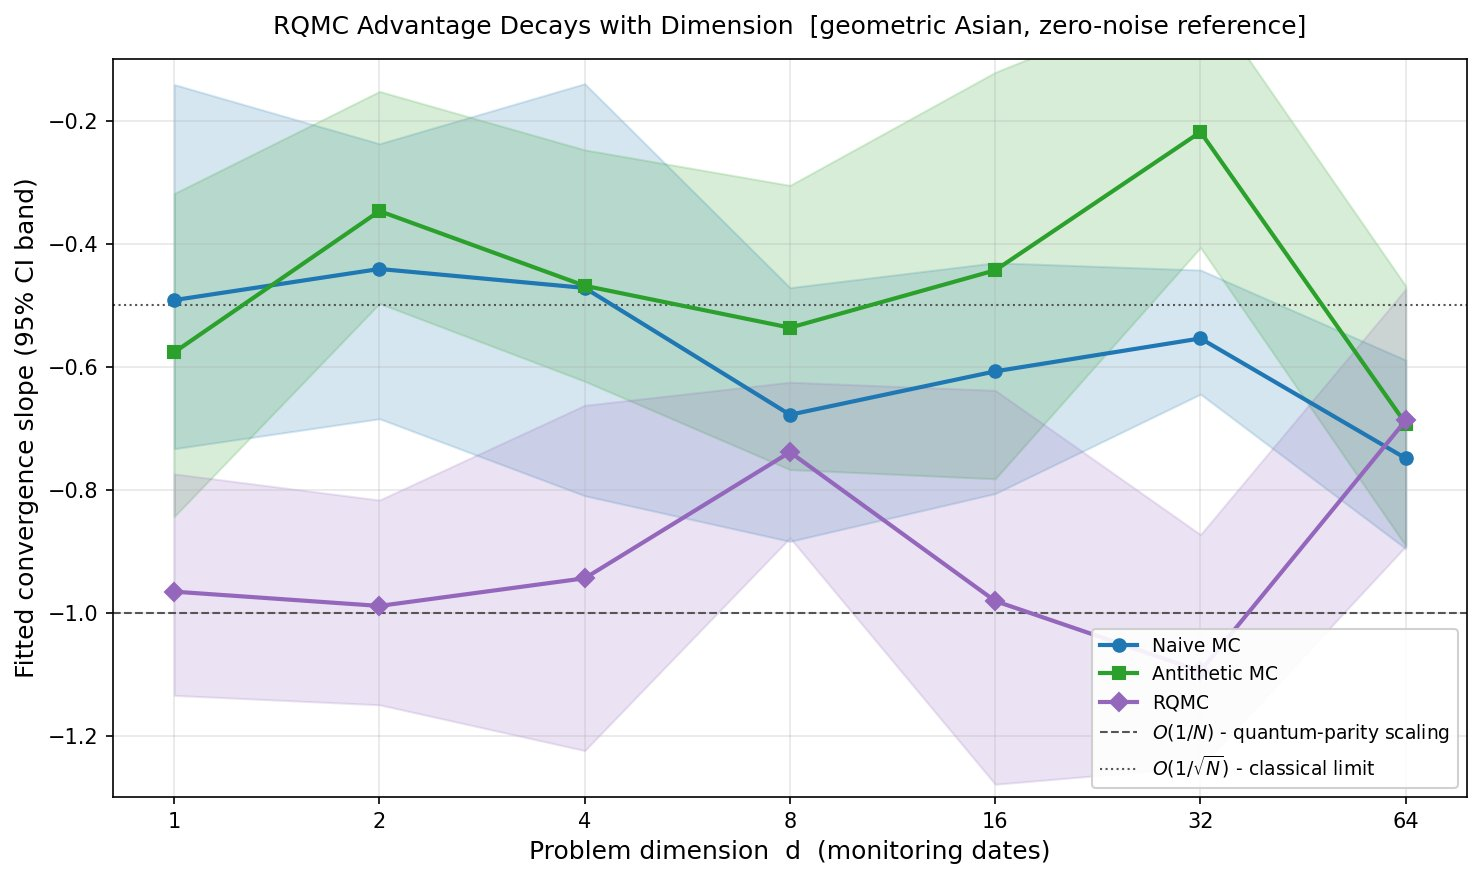 RQMC Advantage Decays with Dimension  [geometric Asian, zero-noise reference]
Fitted convergence slope (95% CI band)
−0.2
−0.4
−0.6
−0.8
−1.0
−1.2
Naive MC
Antithetic MC
RQMC
O(1/N) - quantum-parity scaling
O(1/√N) - classical limit
1 2 4 8 16 32 64
Problem dimension  d  (monitoring dates)